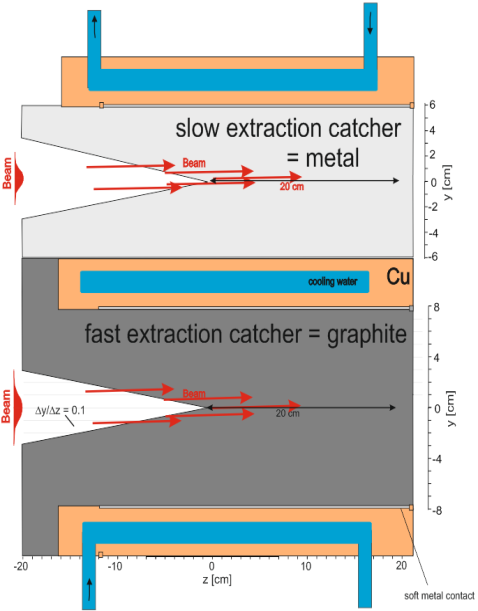 slow extraction catcher
= metal
Beam
Beam
20 cm
6
4
2
0
-2
-4
-6
y [cm]
cooling water
Cu
fast extraction catcher = graphite
Beam
Beam
20 cm
Δy/Δz = 0.1
8
4
0
-4
-8
y [cm]
-20
-10
0
10
20
z [cm]
soft metal contact